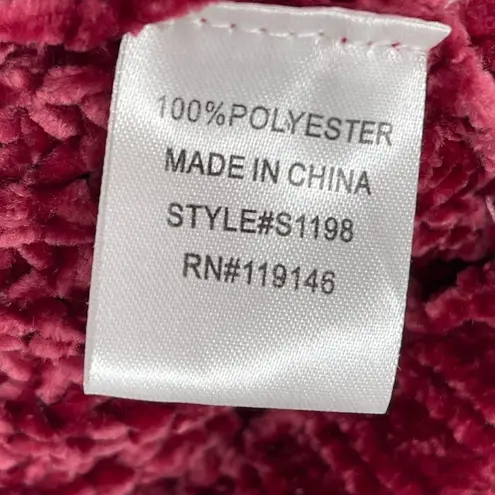 100%POLYESTER
MADE IN CHINA
STYLE#S1198
RN#119146